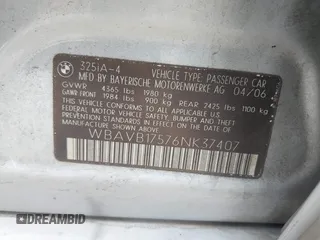 BMW
325iA-4 VEHICLE TYPE: PASSENGER CAR
MFD BY BAYERISCHE MOTORENWERKE AG 04/06
GVWR 4365 lbs 1980 kg
FRONT 1984 lbs 900 kg REAR 2425 lbs 1100 kg
THIS VEHICLE CONFORMS TO ALL APPLICABLE
FEDERAL MOTOR VEHICLE SAFETY, BUMPER AND
THEFT PREVENTION STANDARDS IN EFFECT ON THE
DATE OF MANUFACTURE SHOWN ABOVE
WBAVB17576NK37407
DREAMBID